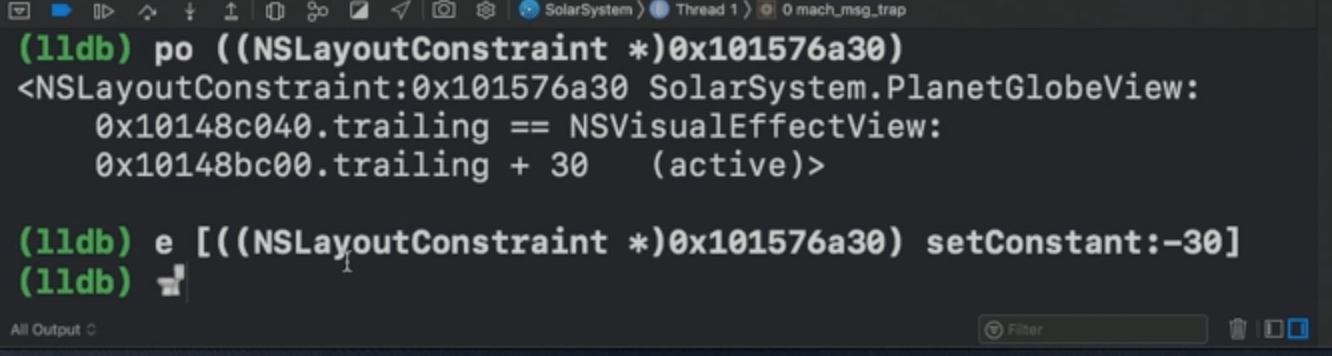 SolarSystem 〉 Thread 1 〉 0 mach_msg_trap
(lldb) po ((NSLayoutConstraint *)0x101576a30)
<NSLayoutConstraint:0x101576a30 SolarSystem.PlanetGlobeView:
0x10148c040.trailing == NSVisualEffectView:
0x10148bc00.trailing + 30 (active)>
(lldb) e [((NSLayoutConstraint *)0x101576a30) setConstant:-30]
(lldb)
All Output
Filter